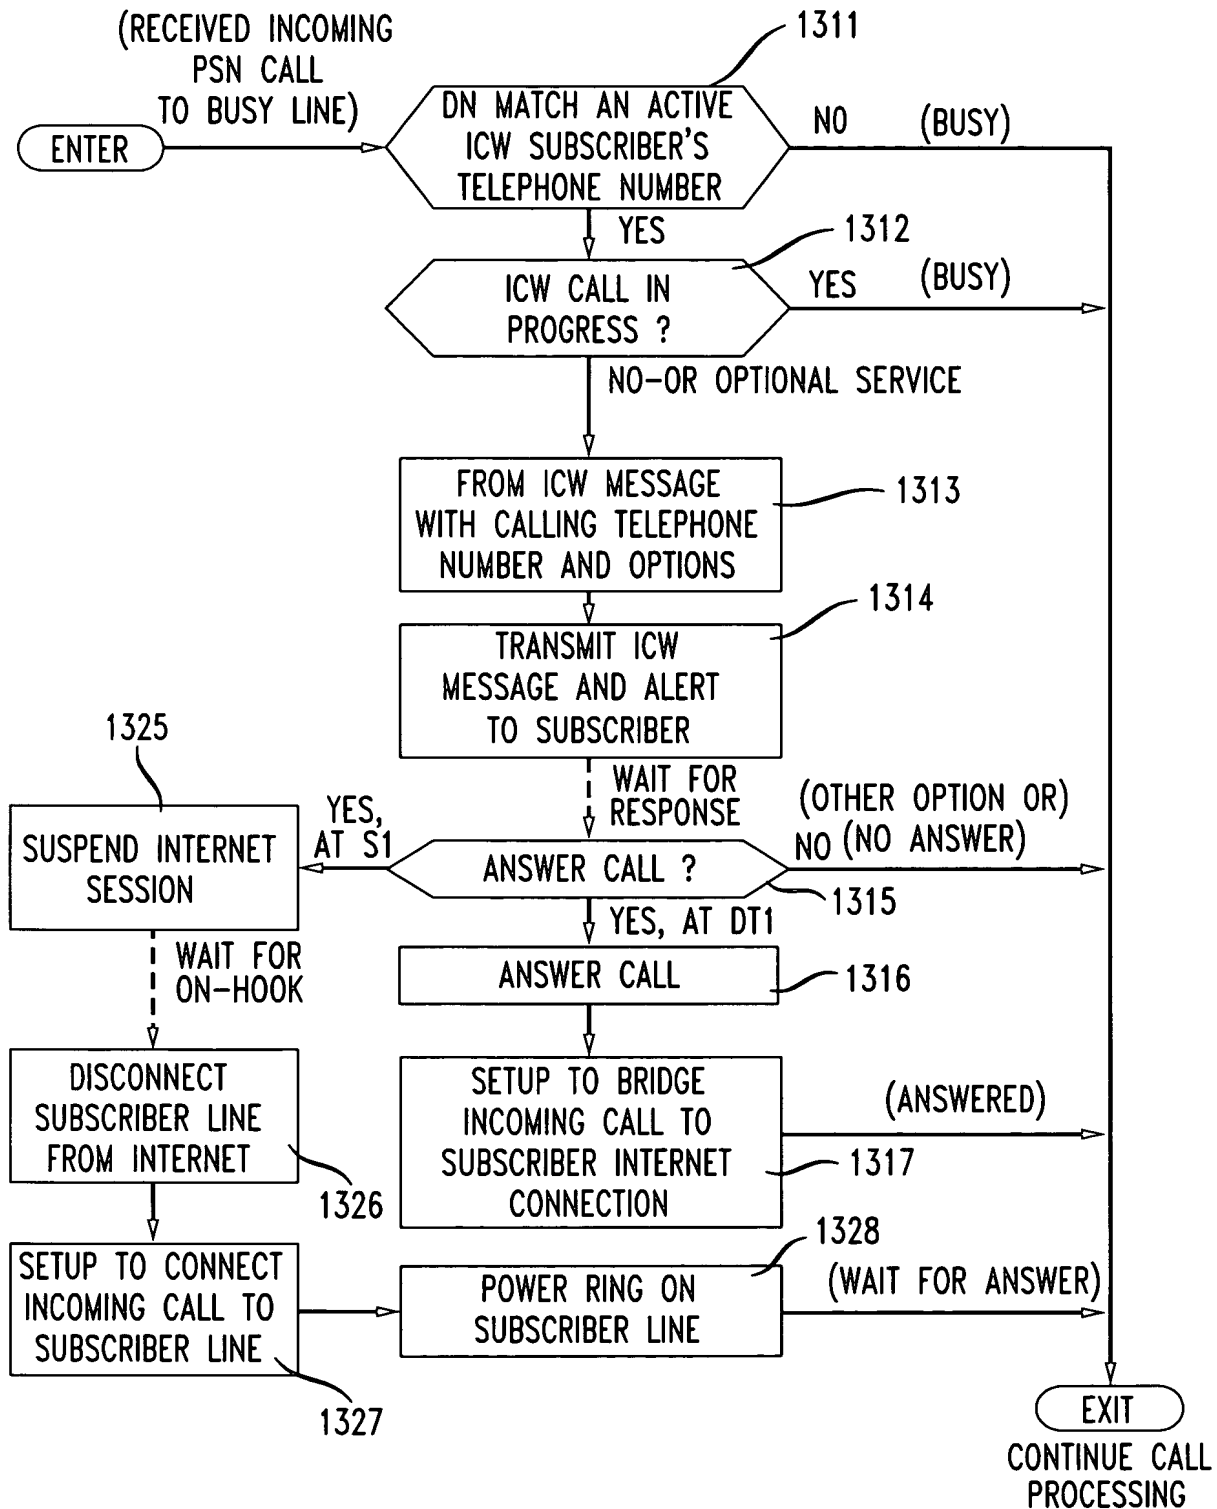 (RECEIVED INCOMING
PSN CALL
TO BUSY LINE)
ENTER
1311
DN MATCH AN ACTIVE
ICW SUBSCRIBER'S
TELEPHONE NUMBER
NO (BUSY)
YES
1312
ICW CALL IN
PROGRESS ?
YES (BUSY)
NO-OR OPTIONAL SERVICE
1313
FROM ICW MESSAGE
WITH CALLING TELEPHONE
NUMBER AND OPTIONS
1314
TRANSMIT ICW
MESSAGE AND ALERT
TO SUBSCRIBER
WAIT FOR
RESPONSE
1325
SUSPEND INTERNET
SESSION
YES,
AT S1
ANSWER CALL ?
(OTHER OPTION OR)
NO (NO ANSWER)
1315
YES, AT DT1
WAIT FOR
ON-HOOK
ANSWER CALL
1316
DISCONNECT
SUBSCRIBER LINE
FROM INTERNET
1326
SETUP TO BRIDGE
INCOMING CALL TO
SUBSCRIBER INTERNET
CONNECTION
(ANSWERED)
1317
SETUP TO CONNECT
INCOMING CALL TO
SUBSCRIBER LINE
1327
1328
POWER RING ON
SUBSCRIBER LINE
(WAIT FOR ANSWER)
EXIT
CONTINUE CALL
PROCESSING